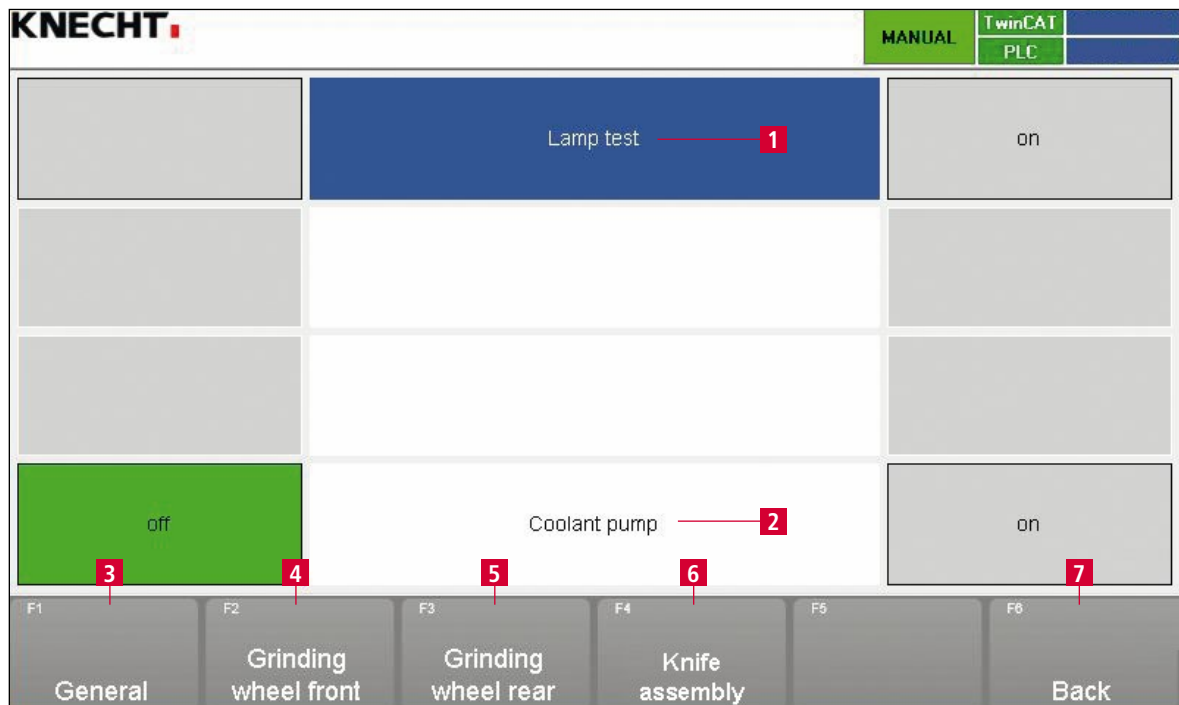 KNECHT
MANUAL
TwinCAT
PLC
Lamp test 1 on
off Coolant pump 2 on
3 4 5 6 7
F1 F2 F3 F4 F5 F6
General
Grinding
wheel front
Grinding
wheel rear
Knife
assembly
Back